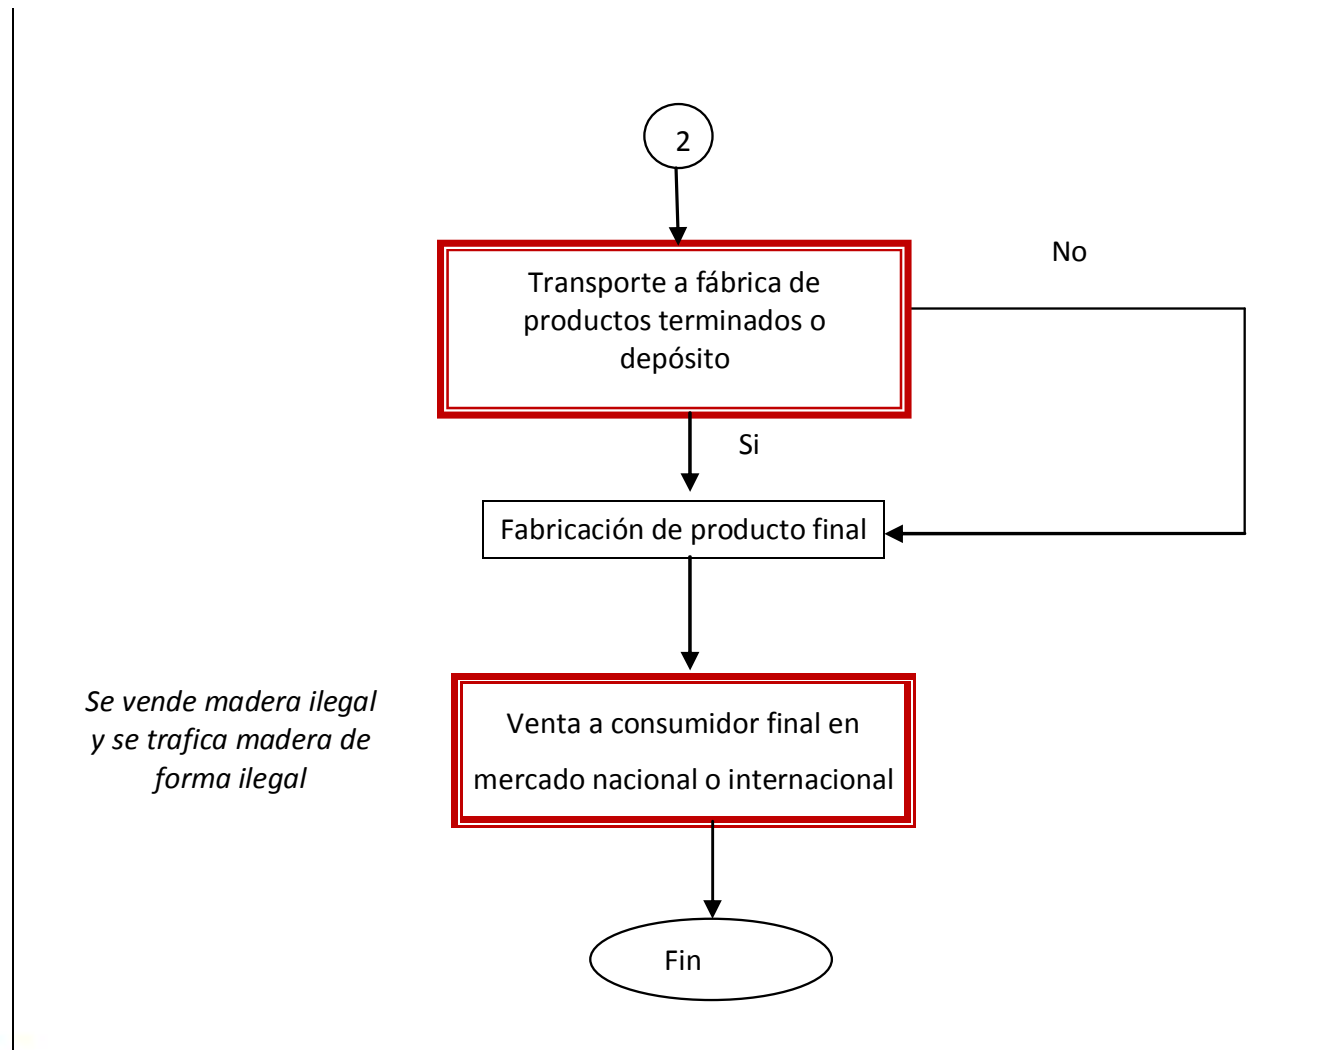 2
No
Transporte a fábrica de
productos terminados o
depósito
Si
Fabricación de producto final
Se vende madera ilegal
y se trafica madera de
forma ilegal
Venta a consumidor final en
mercado nacional o internacional
Fin